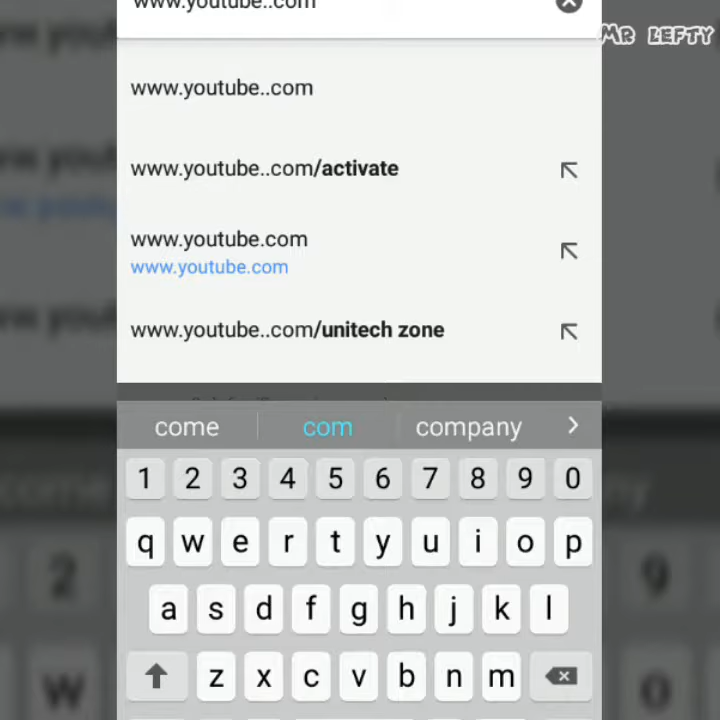 www.youtube..com
MR LEFTY
www.youtube..com
www.youtube..com/activate
www.youtube.com
www.youtube.com
www.youtube..com/unitech zone
come com company
1 2 3 4 5 6 7 8 9 0
q w e r t y u i o p
a s d f g h j k l
z x c v b n m